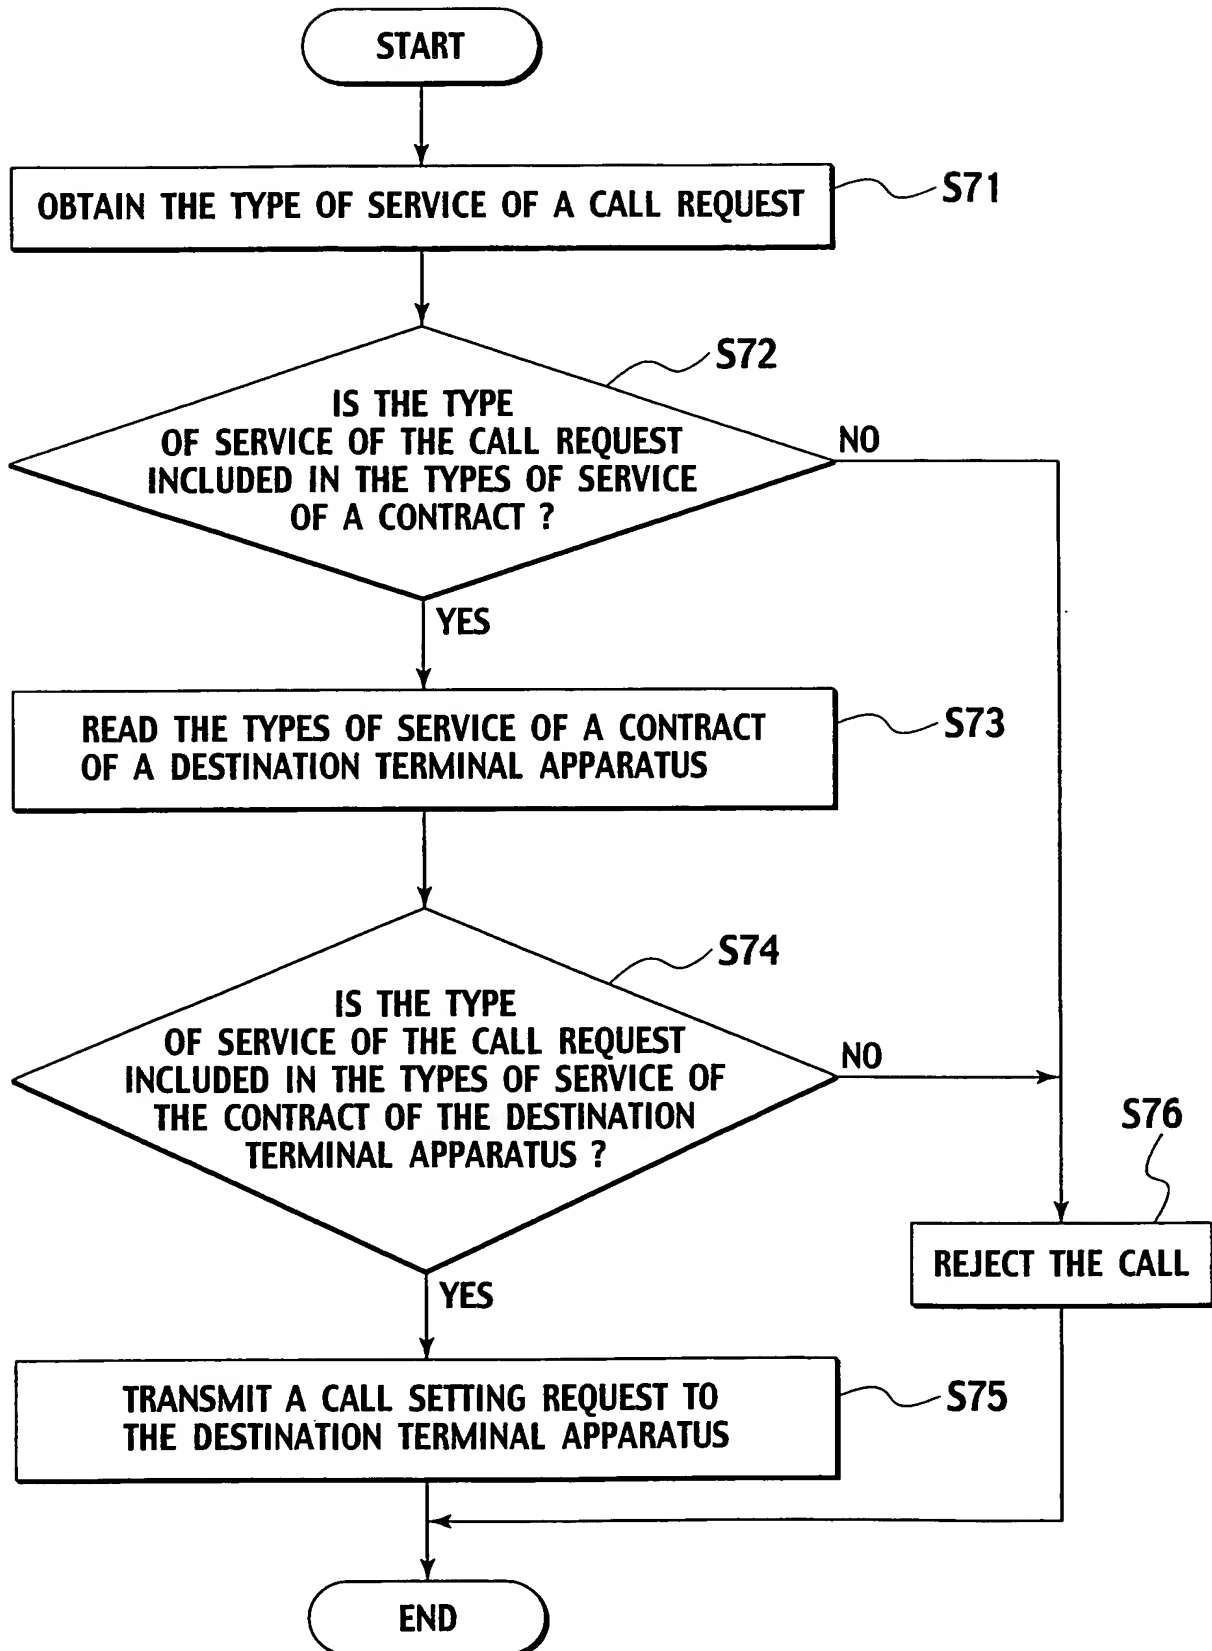 START
OBTAIN THE TYPE OF SERVICE OF A CALL REQUEST
S71
S72
IS THE TYPE
OF SERVICE OF THE CALL REQUEST
INCLUDED IN THE TYPES OF SERVICE
OF A CONTRACT ?
NO
YES
READ THE TYPES OF SERVICE OF A CONTRACT
OF A DESTINATION TERMINAL APPARATUS
S73
S74
IS THE TYPE
OF SERVICE OF THE CALL REQUEST
INCLUDED IN THE TYPES OF SERVICE OF
THE CONTRACT OF THE DESTINATION
TERMINAL APPARATUS ?
NO
S76
REJECT THE CALL
YES
TRANSMIT A CALL SETTING REQUEST TO
THE DESTINATION TERMINAL APPARATUS
S75
END